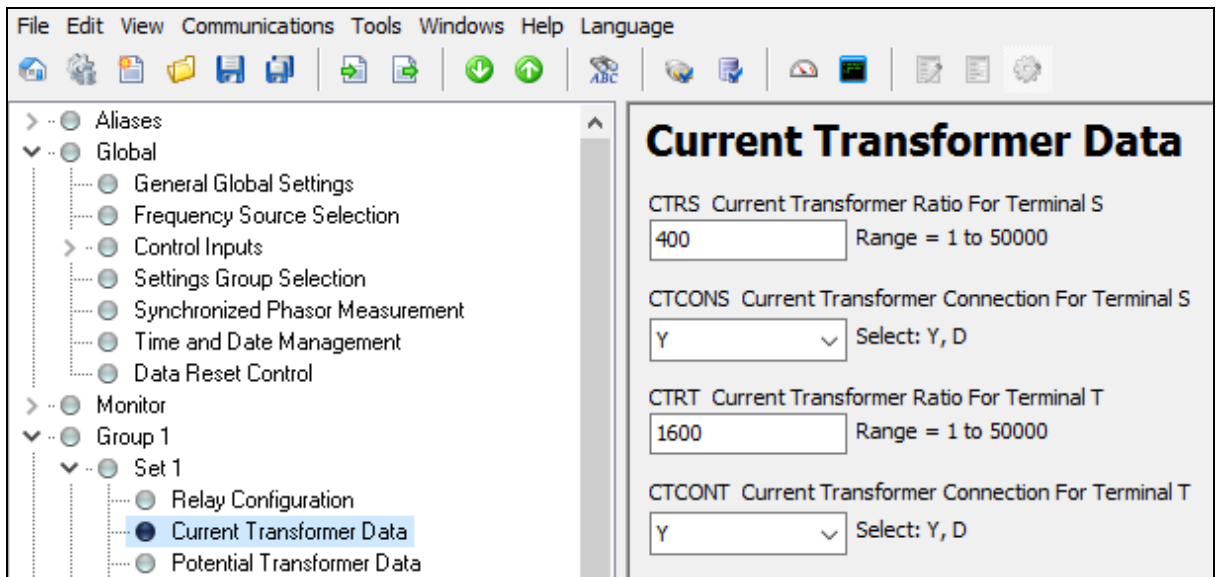 File Edit View Communications Tools Windows Help Language
ABC
Aliases
Global
General Global Settings
Frequency Source Selection
Control Inputs
Settings Group Selection
Synchronized Phasor Measurement
Time and Date Management
Data Reset Control
Monitor
Group 1
Set 1
Relay Configuration
Current Transformer Data
Potential Transformer Data
Current Transformer Data
CTRS Current Transformer Ratio For Terminal S
400 Range = 1 to 50000
CTCONS Current Transformer Connection For Terminal S
Y Select: Y, D
CTRT Current Transformer Ratio For Terminal T
1600 Range = 1 to 50000
CTCONT Current Transformer Connection For Terminal T
Y Select: Y, D